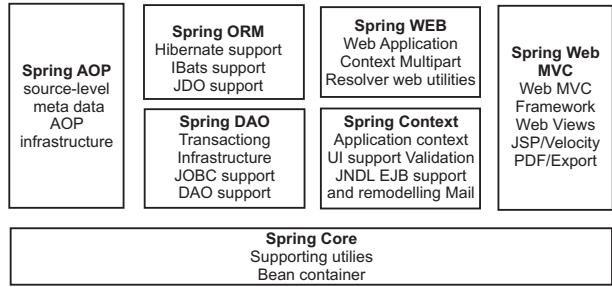 Spring AOP
source-level
meta data
AOP
infrastructure
Spring ORM
Hibernate support
IBats support
JDO support
Spring DAO
Transactiong
Infrastructure
JOBC support
DAO support
Spring WEB
Web Application
Context Multipart
Resolver web utilities
Spring Context
Application context
UI support Validation
JNDL EJB support
and remodelling Mail
Spring Web
MVC
Web MVC
Framework
Web Views
JSP/Velocity
PDF/Export
Spring Core
Supporting utilies
Bean container